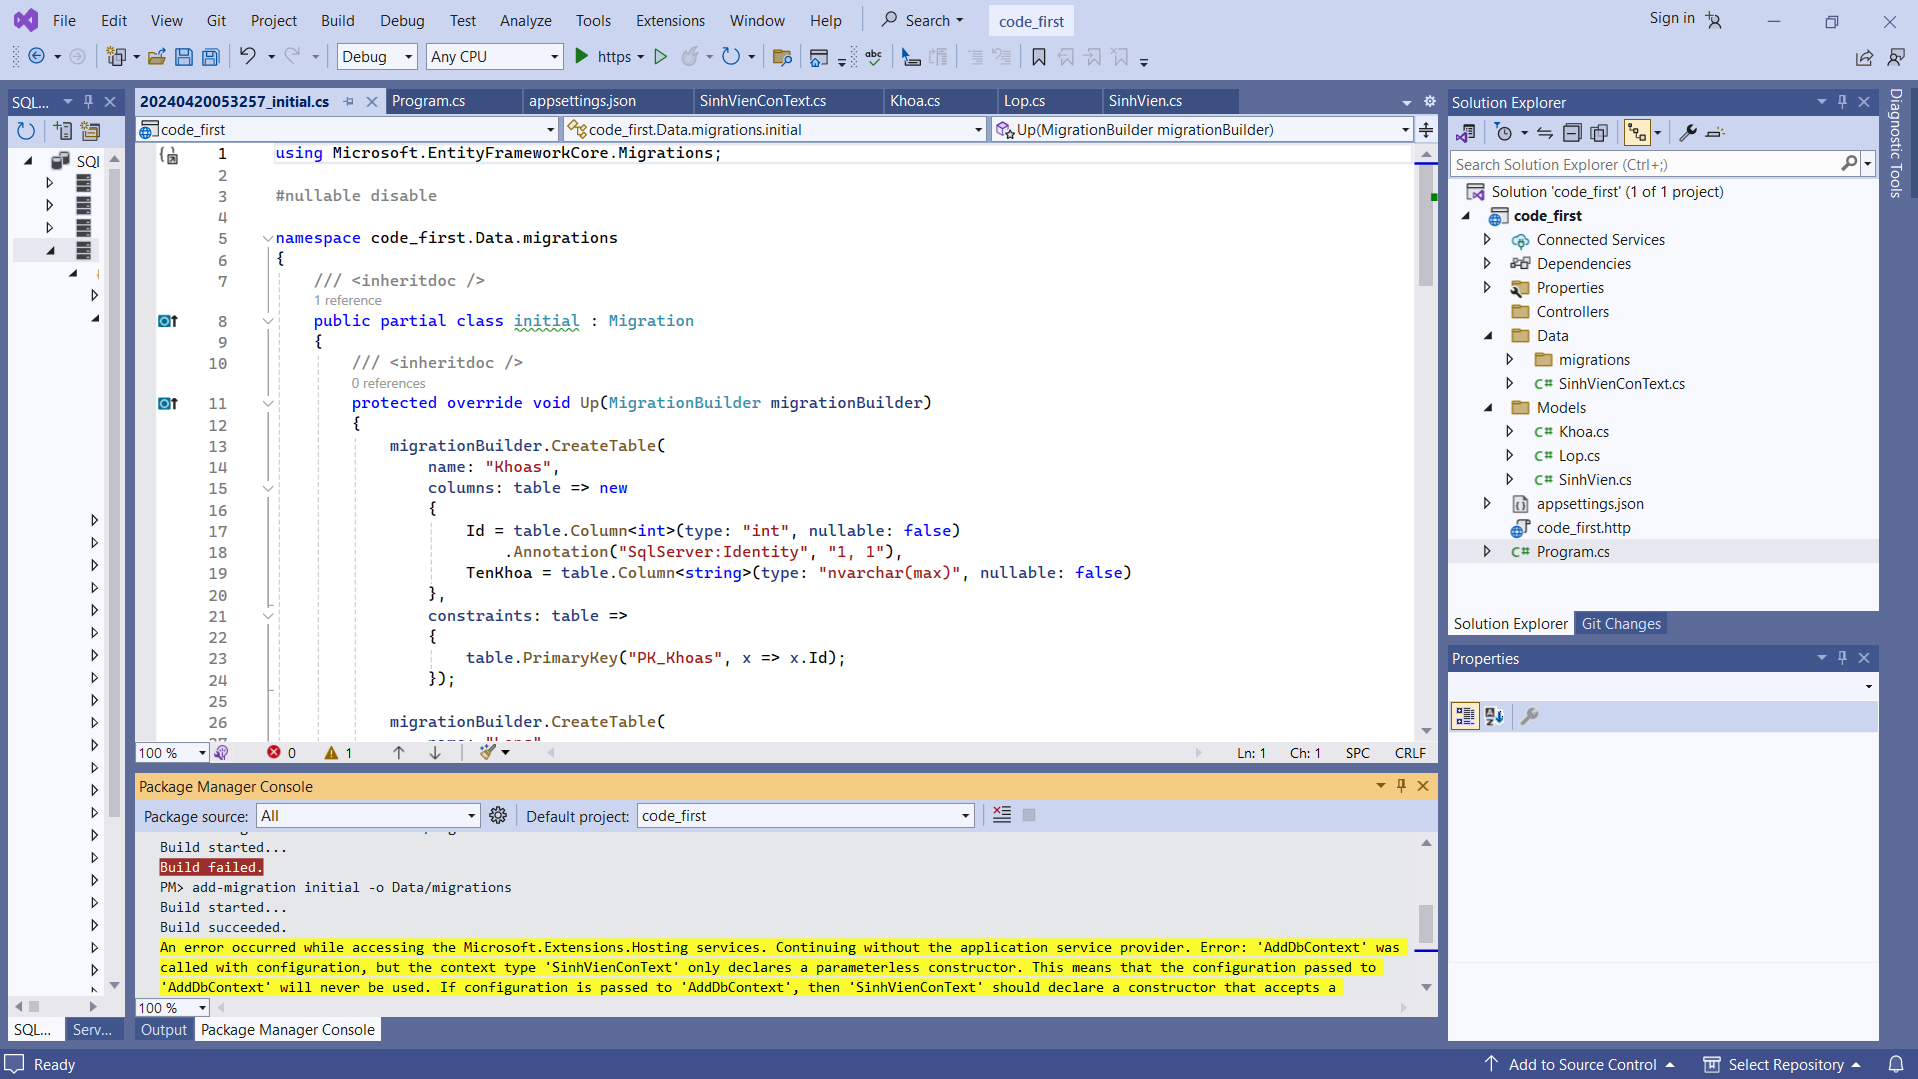 File Edit View Git Project Build Debug Test Analyze Tools Extensions Window Help Search code_first Sign in
Debug Any CPU https
SQL...
20240420053257_initial.cs Program.cs appsettings.json SinhVienConText.cs Khoa.cs Lop.cs SinhVien.cs
code_first code_first.Data.migrations.initial Up(MigrationBuilder migrationBuilder)
SQl
1 using Microsoft.EntityFrameworkCore.Migrations;
2
3 #nullable disable
4
5 namespace code_first.Data.migrations
6 {
7 /// <inheritdoc />
1 reference
8 public partial class initial : Migration
9 {
10 /// <inheritdoc />
0 references
11 protected override void Up(MigrationBuilder migrationBuilder)
12 {
13 migrationBuilder.CreateTable(
14 name: "Khoas",
15 columns: table => new
16 {
17 Id = table.Column<int>(type: "int", nullable: false)
18 .Annotation("SqlServer:Identity", "1, 1"),
19 TenKhoa = table.Column<string>(type: "nvarchar(max)", nullable: false)
20 },
21 constraints: table =>
22 {
23 table.PrimaryKey("PK_Khoas", x => x.Id);
24 });
25
26 migrationBuilder.CreateTable(
100 % 0 1 Ln: 1 Ch: 1 SPC CRLF
Package Manager Console
Package source: All Default project: code_first
Build started...
Build failed.
PM> add-migration initial -o Data/migrations
Build started...
Build succeeded.
An error occurred while accessing the Microsoft.Extensions.Hosting services. Continuing without the application service provider. Error: 'AddDbContext' was
called with configuration, but the context type 'SinhVienConText' only declares a parameterless constructor. This means that the configuration passed to
'AddDbContext' will never be used. If configuration is passed to 'AddDbContext', then 'SinhVienConText' should declare a constructor that accepts a
100 %
SQL... Serv... Output Package Manager Console
Solution Explorer
Search Solution Explorer (Ctrl+;)
Solution 'code_first' (1 of 1 project)
code_first
Connected Services
Dependencies
Properties
Controllers
Data
migrations
C# SinhVienConText.cs
Models
C# Khoa.cs
C# Lop.cs
C# SinhVien.cs
appsettings.json
code_first.http
C# Program.cs
Solution Explorer Git Changes
Properties
Diagnostic Tools
Ready Add to Source Control Select Repository